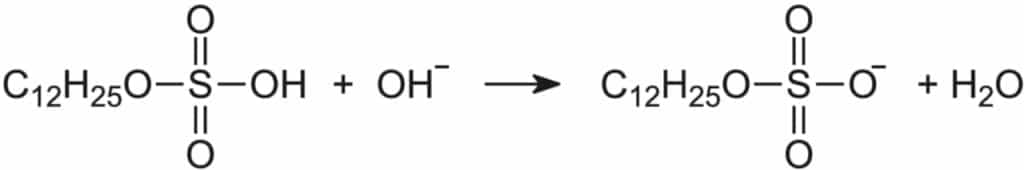 O O
C₁₂H₂₅O–S–OH + OH⁻ ⟶ C₁₂H₂₅O–S–O⁻ + H₂O
O O